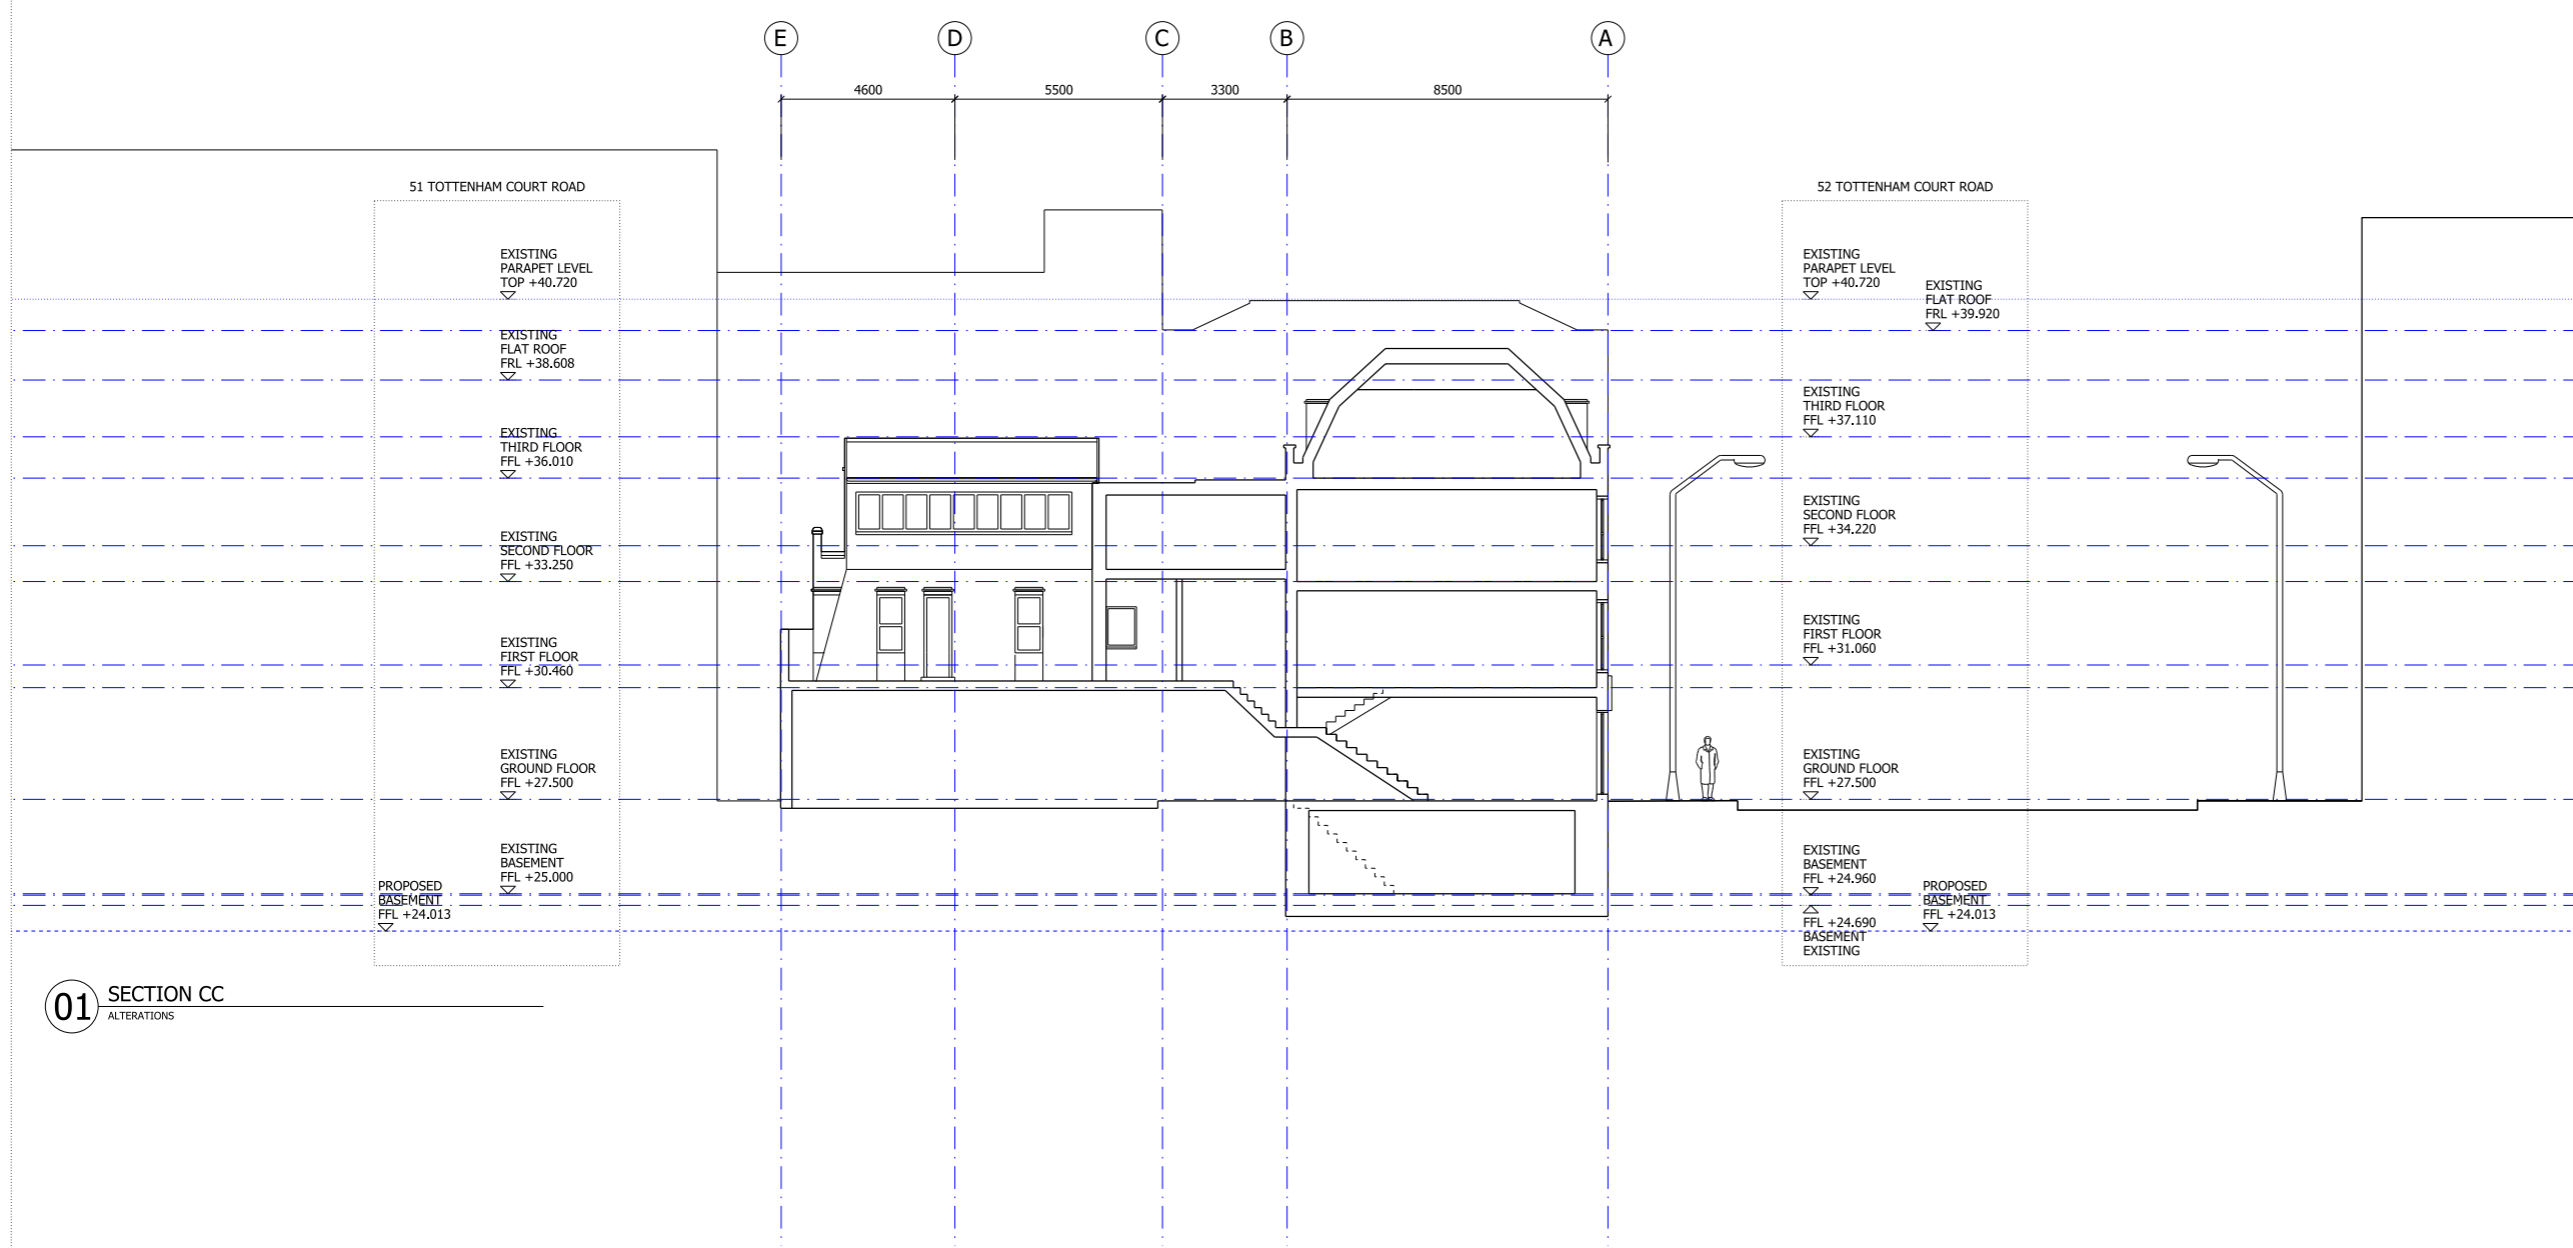 E
D
C
B
A
4600
5500
3300
8500
51 TOTTENHAM COURT ROAD
EXISTING
PARAPET LEVEL
TOP +40.720
EXISTING
FLAT ROOF
FRL +38.608
EXISTING
THIRD FLOOR
FFL +36.010
EXISTING
SECOND FLOOR
FFL +33.250
EXISTING
FIRST FLOOR
FFL +30.460
EXISTING
GROUND FLOOR
FFL +27.500
EXISTING
BASEMENT
FFL +25.000
PROPOSED
BASEMENT
FFL +24.013
52 TOTTENHAM COURT ROAD
EXISTING
PARAPET LEVEL
TOP +40.720
EXISTING
FLAT ROOF
FRL +39.920
EXISTING
THIRD FLOOR
FFL +37.110
EXISTING
SECOND FLOOR
FFL +34.220
EXISTING
FIRST FLOOR
FFL +31.060
EXISTING
GROUND FLOOR
FFL +27.500
EXISTING
BASEMENT
FFL +24.960
PROPOSED
BASEMENT
FFL +24.013
FFL +24.690
BASEMENT
EXISTING
01
SECTION CC
ALTERATIONS